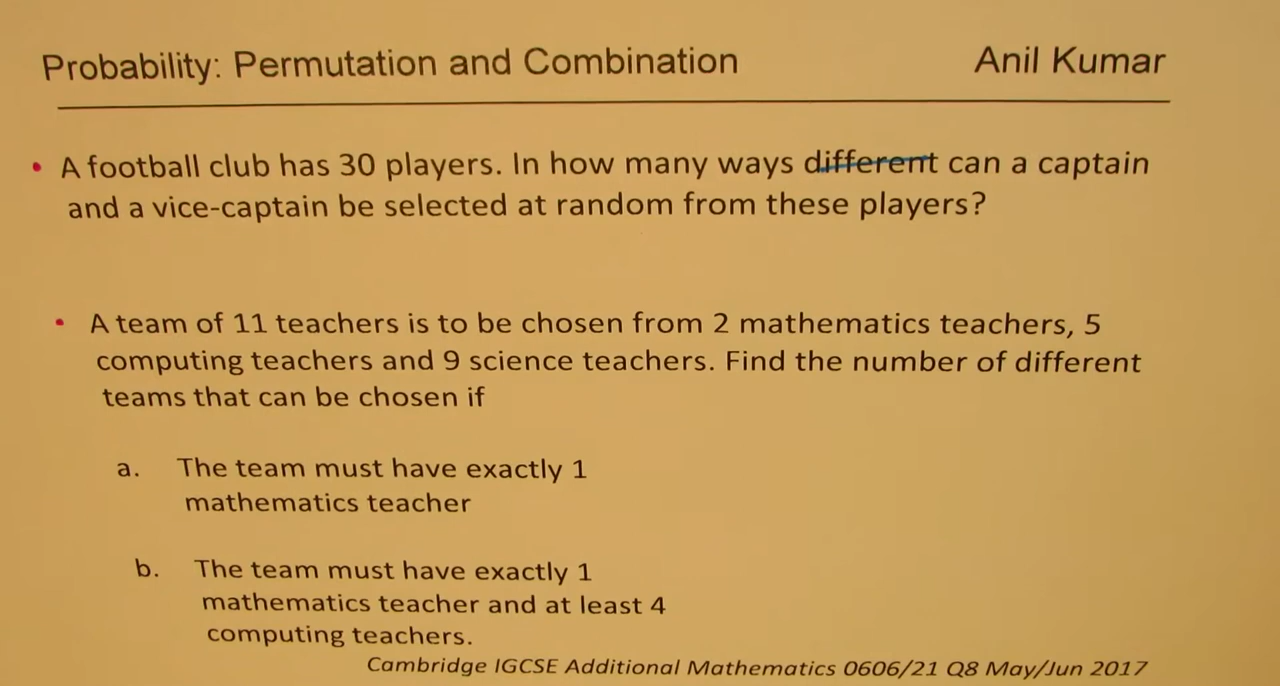 Probability: Permutation and Combination Anil Kumar
• A football club has 30 players. In how many ways different can a captain
and a vice-captain be selected at random from these players?
• A team of 11 teachers is to be chosen from 2 mathematics teachers, 5
computing teachers and 9 science teachers. Find the number of different
teams that can be chosen if
a. The team must have exactly 1
mathematics teacher
b. The team must have exactly 1
mathematics teacher and at least 4
computing teachers.
Cambridge IGCSE Additional Mathematics 0606/21 Q8 May/Jun 2017